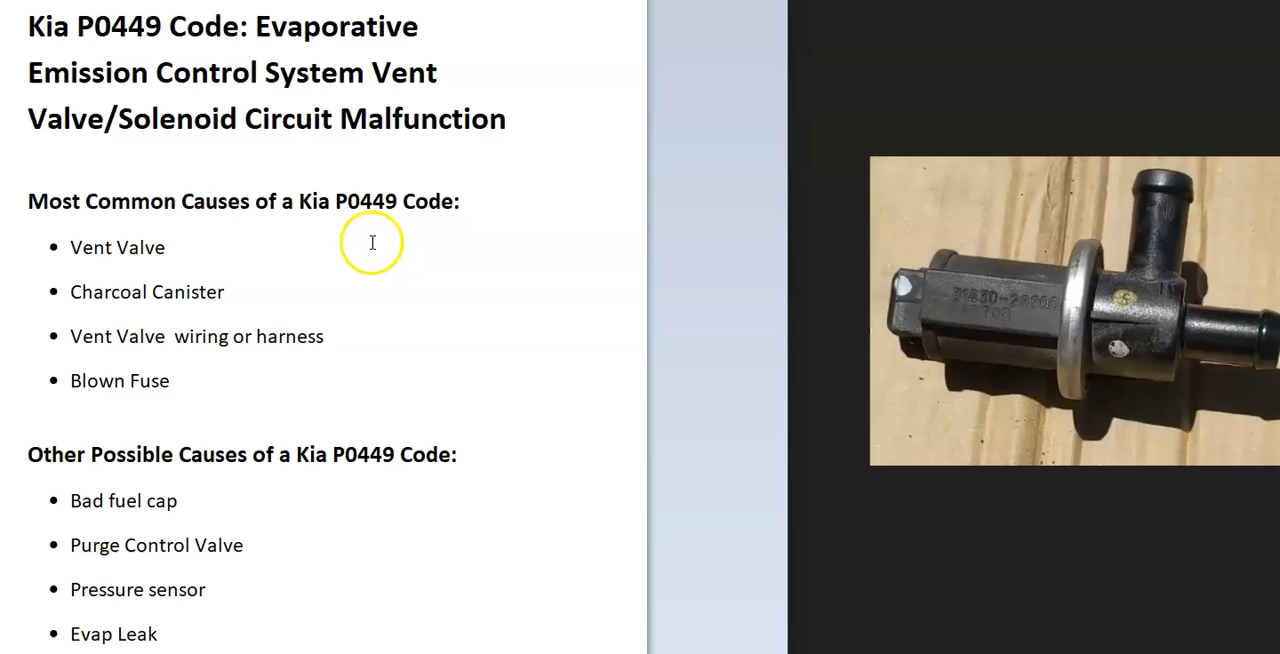 Kia P0449 Code: Evaporative
Emission Control System Vent
Valve/Solenoid Circuit Malfunction
Most Common Causes of a Kia P0449 Code:
• Vent Valve
• Charcoal Canister
• Vent Valve  wiring or harness
• Blown Fuse
Other Possible Causes of a Kia P0449 Code:
• Bad fuel cap
• Purge Control Valve
• Pressure sensor
• Evap Leak